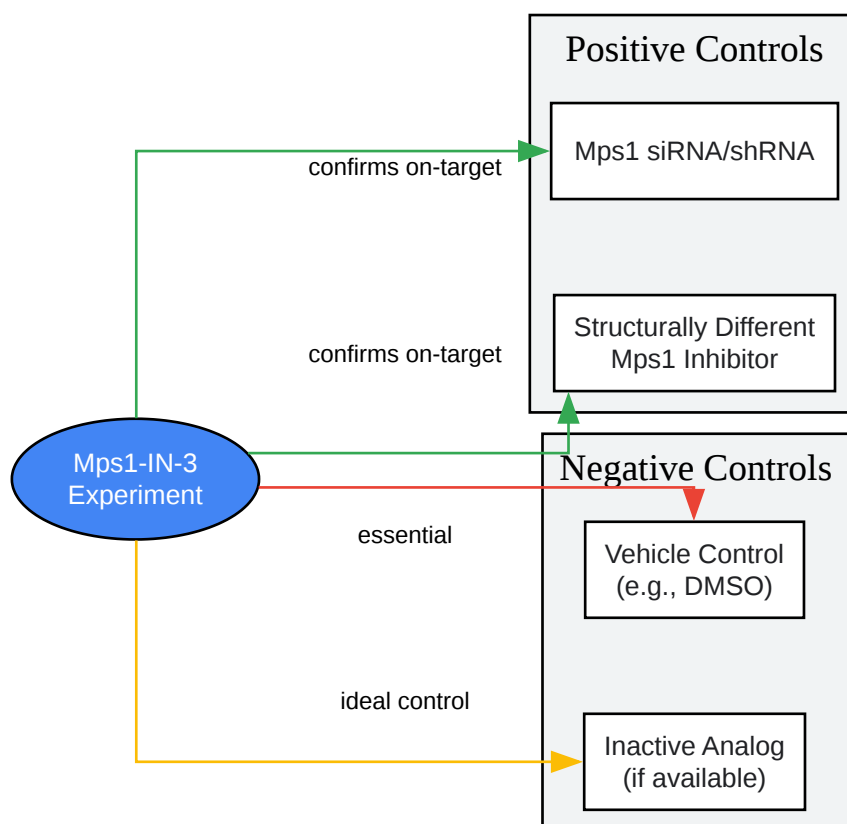 Positive Controls
Mps1 siRNA/shRNA
confirms on-target
Structurally Different
Mps1 Inhibitor
confirms on-target
Mps1-IN-3
Experiment
Negative Controls
essential
Vehicle Control
(e.g., DMSO)
ideal control
Inactive Analog
(if available)